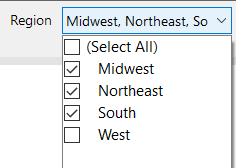 Region Midwest, Northeast, So
(Select All)
Midwest
Northeast
South
West